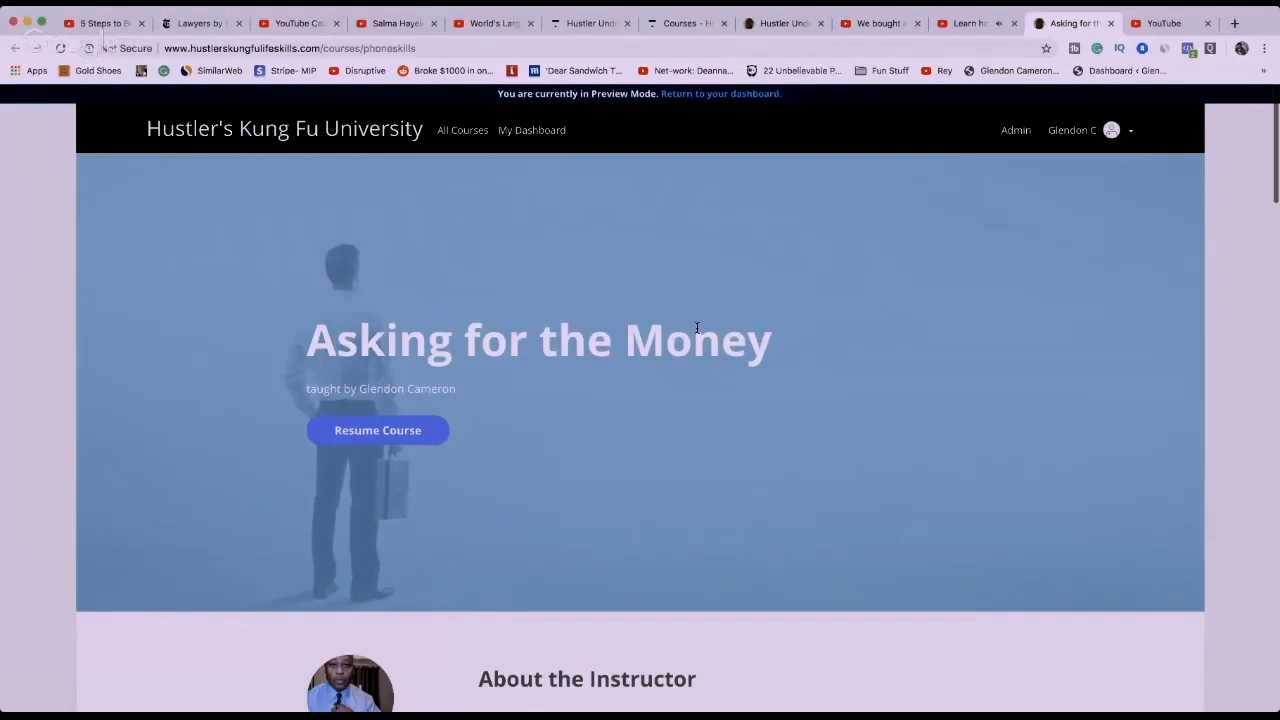 5 Steps to B
Lawyers by
YouTube Cou
Salma Hayek
World's Larg
Hustler Unde
Courses - H
Hustler Und
We bought a
Learn ho
Asking for th
YouTube
Secure
www.hustlerskungfulifeskills.com/courses/phoneskills
Apps
Gold Shoes
SimilarWeb
Stripe- MIP
Disruptive
Broke $1000 in on...
'Dear Sandwich T...
Net-work: Deanna...
22 Unbelievable P...
Fun Stuff
Rey
Glendon Cameron...
Dashboard ‹ Glen...
»
You are currently in Preview Mode. Return to your dashboard.
Hustler's Kung Fu University
All Courses
My Dashboard
Admin
Glendon C
Asking for the Money
taught by Glendon Cameron
Resume Course
About the Instructor